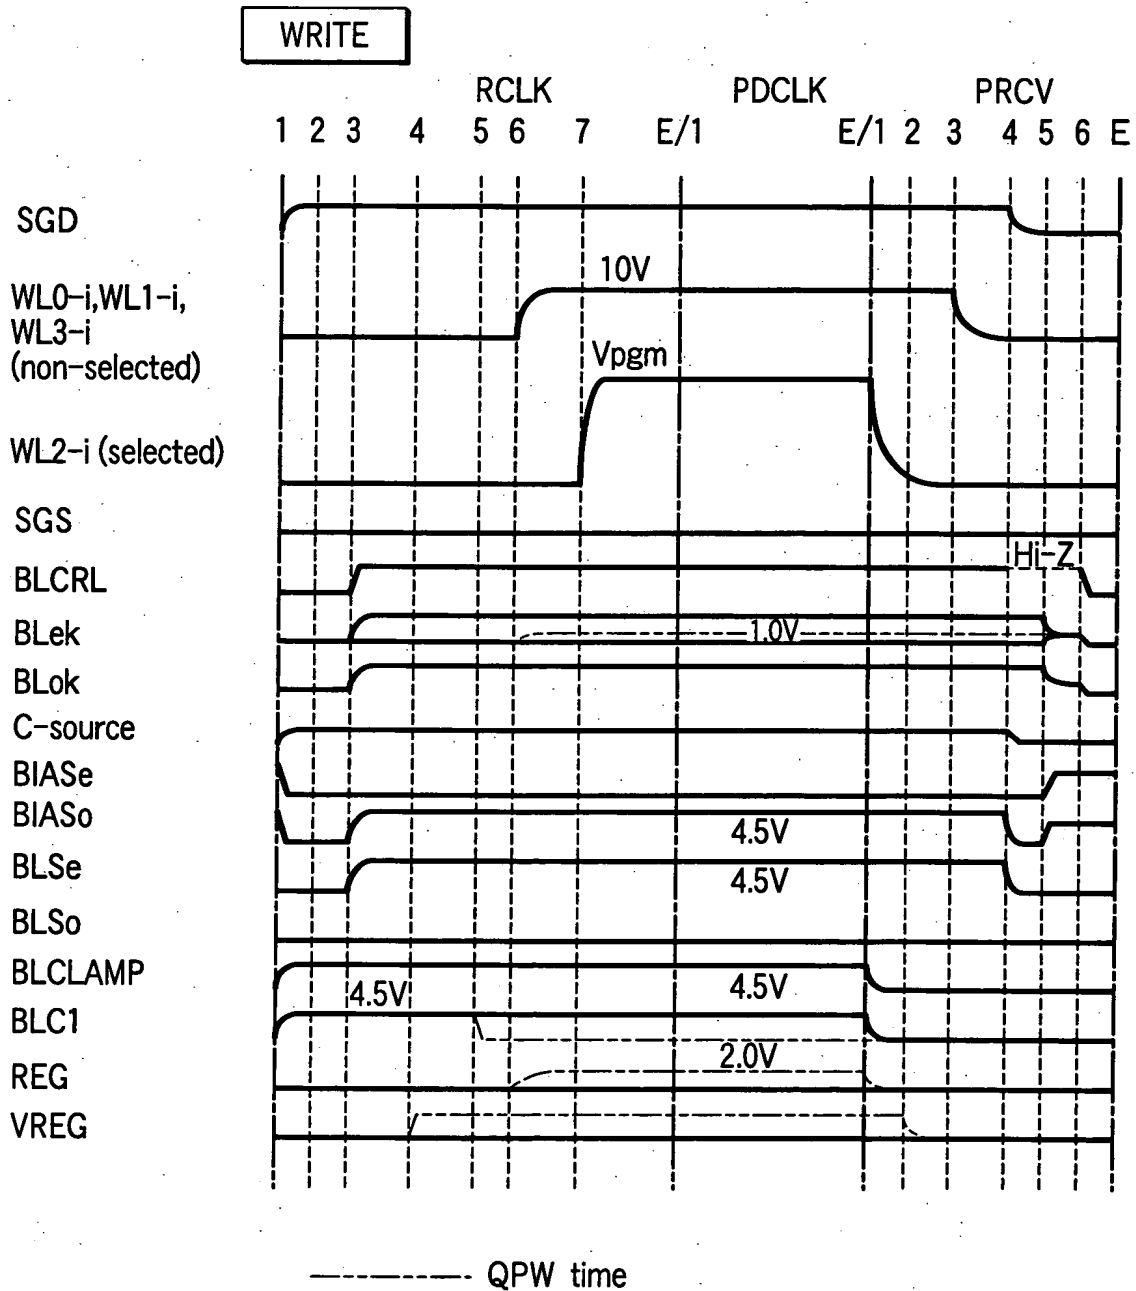 WRITE
RCLK PDCLK PRCV
1 2 3 4 5 6 7 E/1 E/1 2 3 4 5 6 E
SGD
10V
WL0-i,WL1-i,
WL3-i
(non-selected)
Vpgm
WL2-i (selected)
SGS
Hi-Z
BLCRL
BLek
1.0V
BLok
C-source
BIASe
BIASo
4.5V
BLSe
4.5V
BLSo
BLCLAMP
4.5V 4.5V
BLC1
2.0V
REG
VREG
QPW time